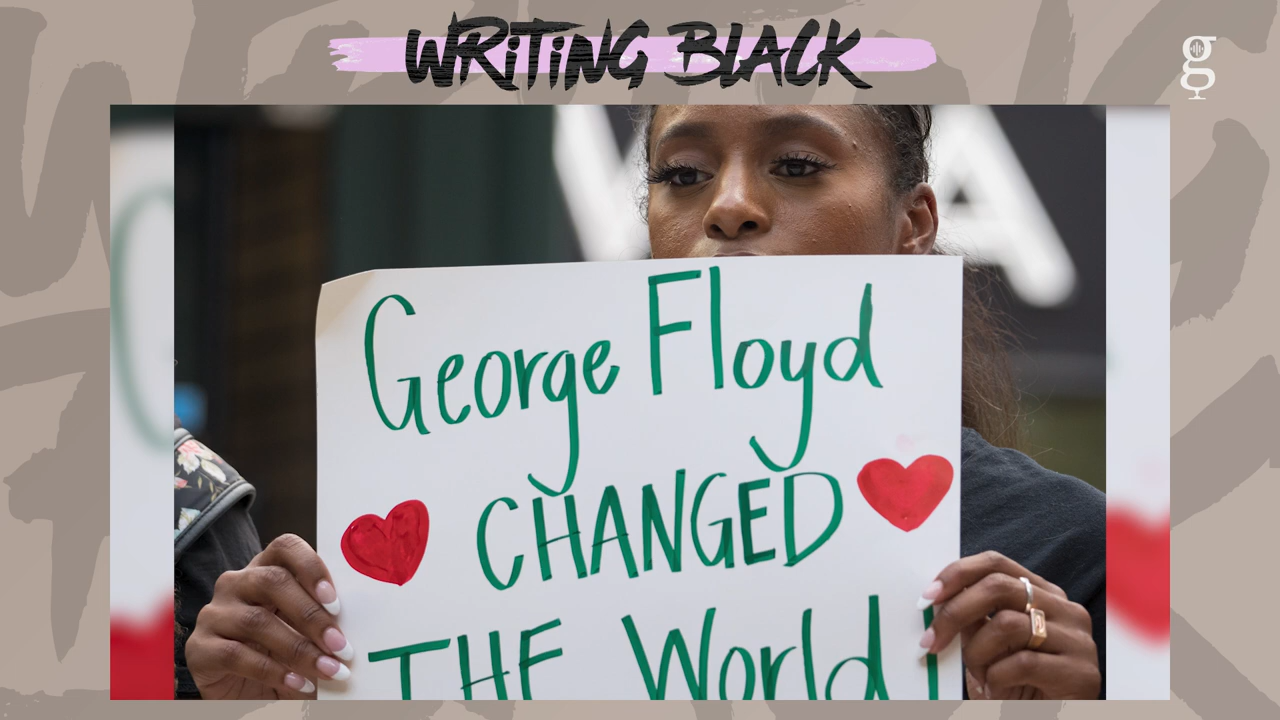 WRiTiNG BLACK
g
George Floyd
CHANGED
THE World!